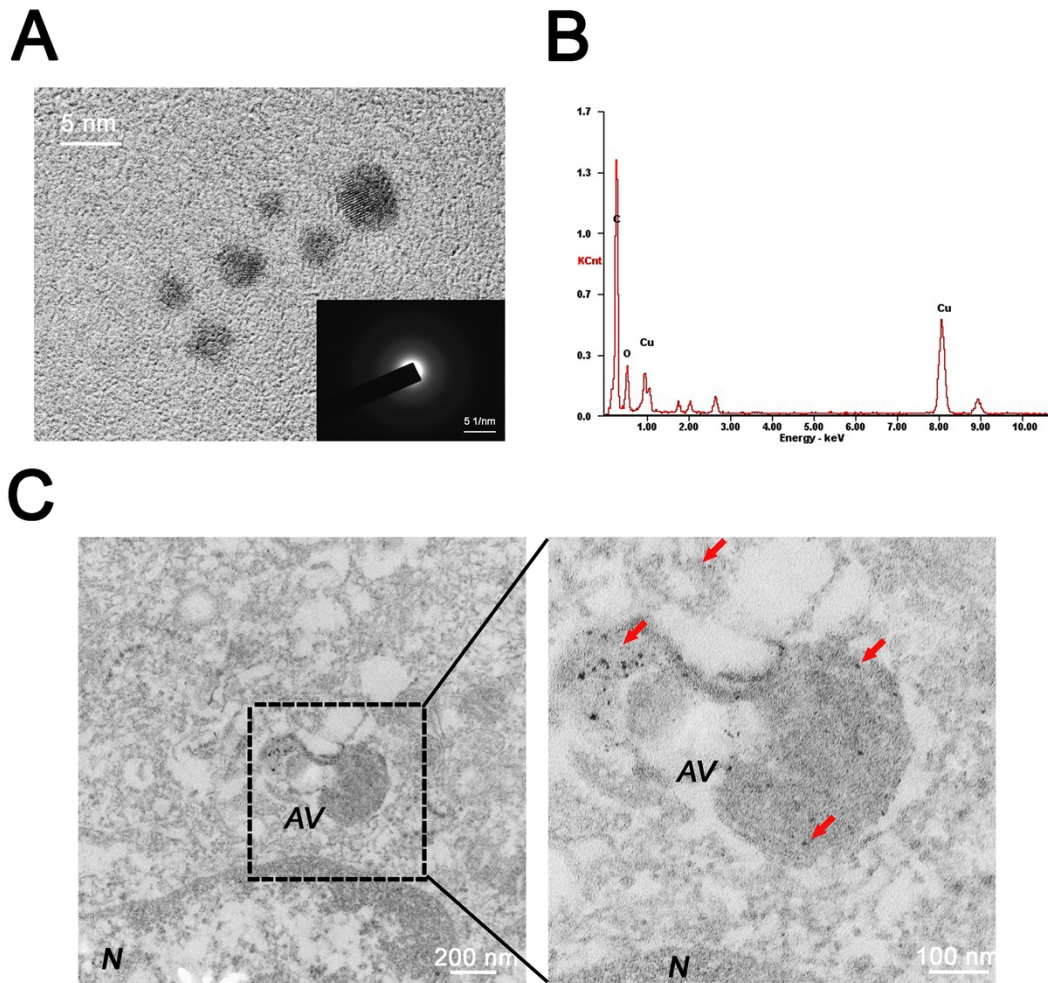 A
5 nm
5 1/nm
B
1.7
1.3
1.0
KCnt
0.7
0.3
0.0
C
O
Cu
Cu
1.00 2.00 3.00 4.00 5.00 6.00 7.00 8.00 9.00 10.00
Energy - keV
C
AV
N
200 nm
AV
N
100 nm